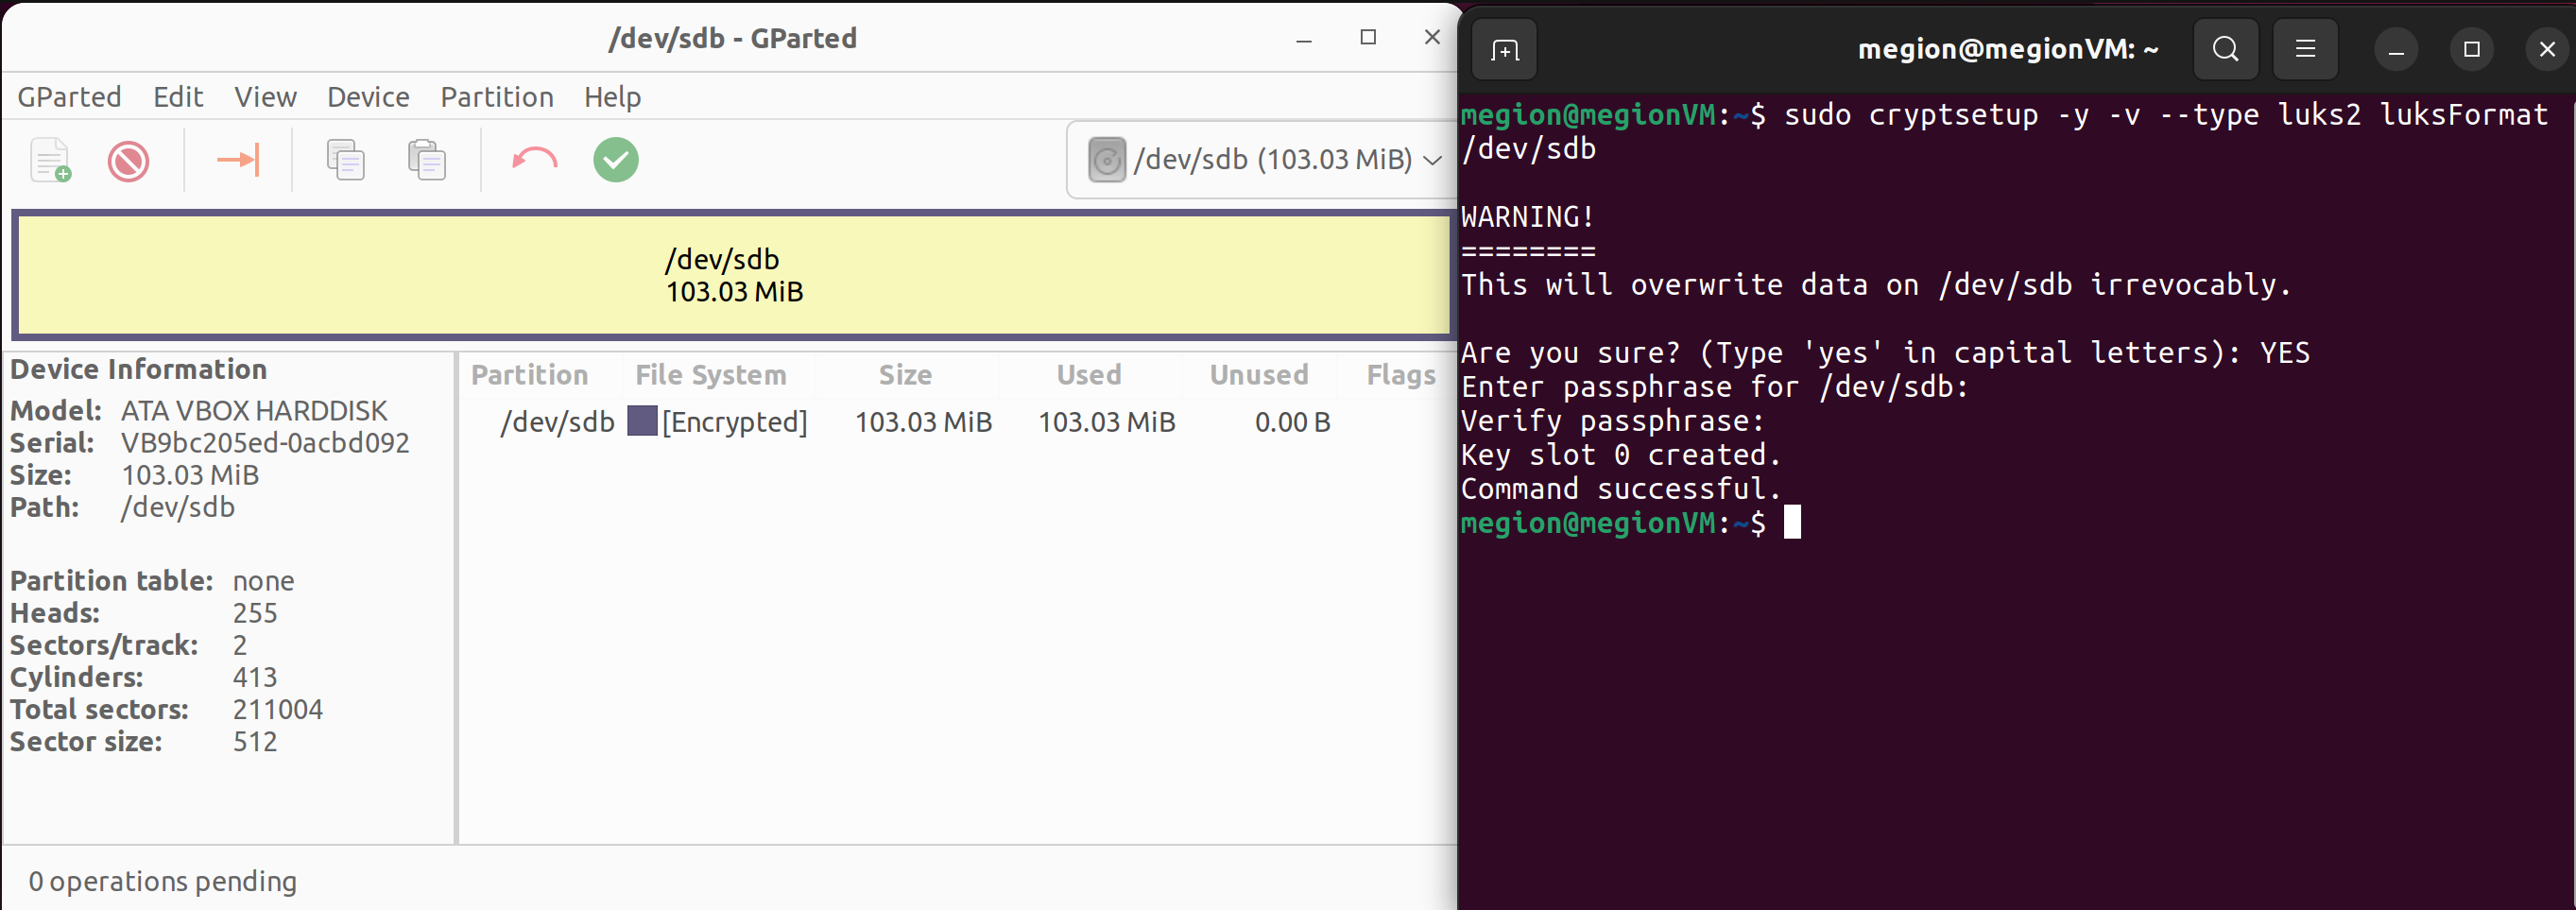 /dev/sdb - GParted
GParted Edit View Device Partition Help
/dev/sdb (103.03 MiB)
/dev/sdb
103.03 MiB
Device Information
Model: ATA VBOX HARDDISK
Serial: VB9bc205ed-0acbd092
Size: 103.03 MiB
Path: /dev/sdb
Partition table: none
Heads: 255
Sectors/track: 2
Cylinders: 413
Total sectors: 211004
Sector size: 512
Partition File System Size Used Unused Flags
/dev/sdb [Encrypted] 103.03 MiB 103.03 MiB 0.00 B
0 operations pending
megion@megionVM: ~
megion@megionVM:~$ sudo cryptsetup -y -v --type luks2 luksFormat
/dev/sdb
WARNING!
========
This will overwrite data on /dev/sdb irrevocably.
Are you sure? (Type 'yes' in capital letters): YES
Enter passphrase for /dev/sdb:
Verify passphrase:
Key slot 0 created.
Command successful.
megion@megionVM:~$